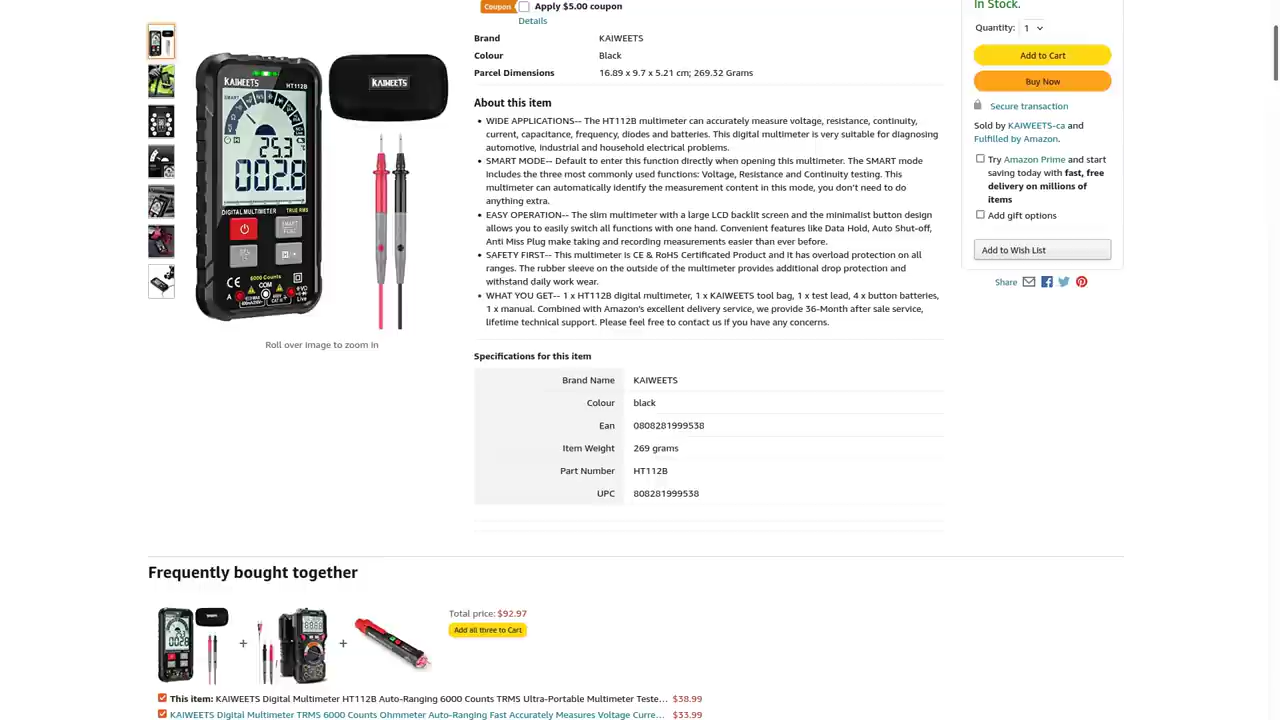 Coupon Apply $5.00 coupon
Details
Brand KAIWEETS
Colour Black
Parcel Dimensions 16.89 x 9.7 x 5.21 cm; 269.32 Grams
About this item
• WIDE APPLICATIONS-- The HT112B multimeter can accurately measure voltage, resistance, continuity,
current, capacitance, frequency, diodes and batteries. This digital multimeter is very suitable for diagnosing
automotive, industrial and household electrical problems.
• SMART MODE-- Default to enter this function directly when opening this multimeter. The SMART mode
includes the three most commonly used functions: Voltage, Resistance and Continuity testing. This
multimeter can automatically identify the measurement content in this mode, you don't need to do
anything extra.
• EASY OPERATION-- The slim multimeter with a large LCD backlit screen and the minimalist button design
allows you to easily switch all functions with one hand. Convenient features like Data Hold, Auto Shut-off,
Anti Miss Plug make taking and recording measurements easier than ever before.
• SAFETY FIRST-- This multimeter is CE & RoHS Certificated Product and it has overload protection on all
ranges. The rubber sleeve on the outside of the multimeter provides additional drop protection and
withstand daily work wear.
• WHAT YOU GET-- 1 x HT112B digital multimeter, 1 x KAIWEETS tool bag, 1 x test lead, 4 x button batteries,
1 x manual. Combined with Amazon's excellent delivery service, we provide 36-Month after sale service,
lifetime technical support. Please feel free to contact us if you have any concerns.
Specifications for this item
Brand Name KAIWEETS
Colour black
Ean 0808281999538
Item Weight 269 grams
Part Number HT112B
UPC 808281999538
KAIWEETS
HT112B
SMART
25.3
002.8
DIGITAL MULTIMETER TRUE RMS
SMART
FUNC
6000 Counts
COM
A
Live
KAIWEETS
Roll over image to zoom in
In Stock.
Quantity: 1
Add to Cart
Buy Now
Secure transaction
Sold by KAIWEETS-ca and
Fulfilled by Amazon.
Try Amazon Prime and start
saving today with fast, free
delivery on millions of
items
Add gift options
Add to Wish List
Share
Frequently bought together
+ +
Total price: $92.97
Add all three to Cart
This item: KAIWEETS Digital Multimeter HT112B Auto-Ranging 6000 Counts TRMS Ultra-Portable Multimeter Teste... $38.99
KAIWEETS Digital Multimeter TRMS 6000 Counts Ohmmeter Auto-Ranging Fast Accurately Measures Voltage Curre... $33.99